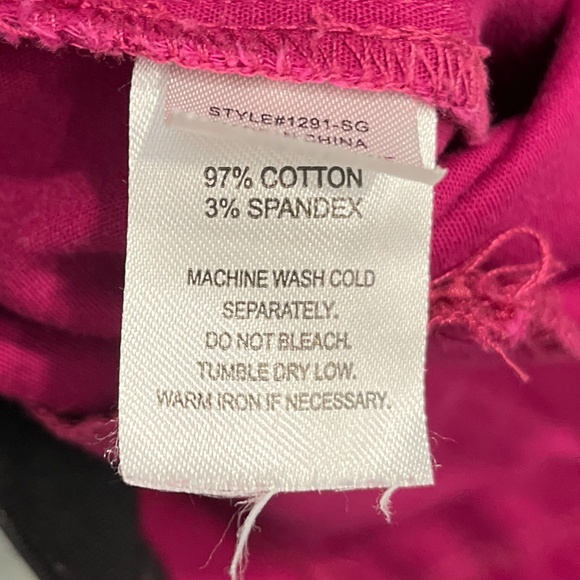 STYLE#1291-SG
CHINA
97% COTTON
3% SPANDEX
MACHINE WASH COLD
SEPARATELY.
DO NOT BLEACH.
TUMBLE DRY LOW.
WARM IRON IF NECESSARY.